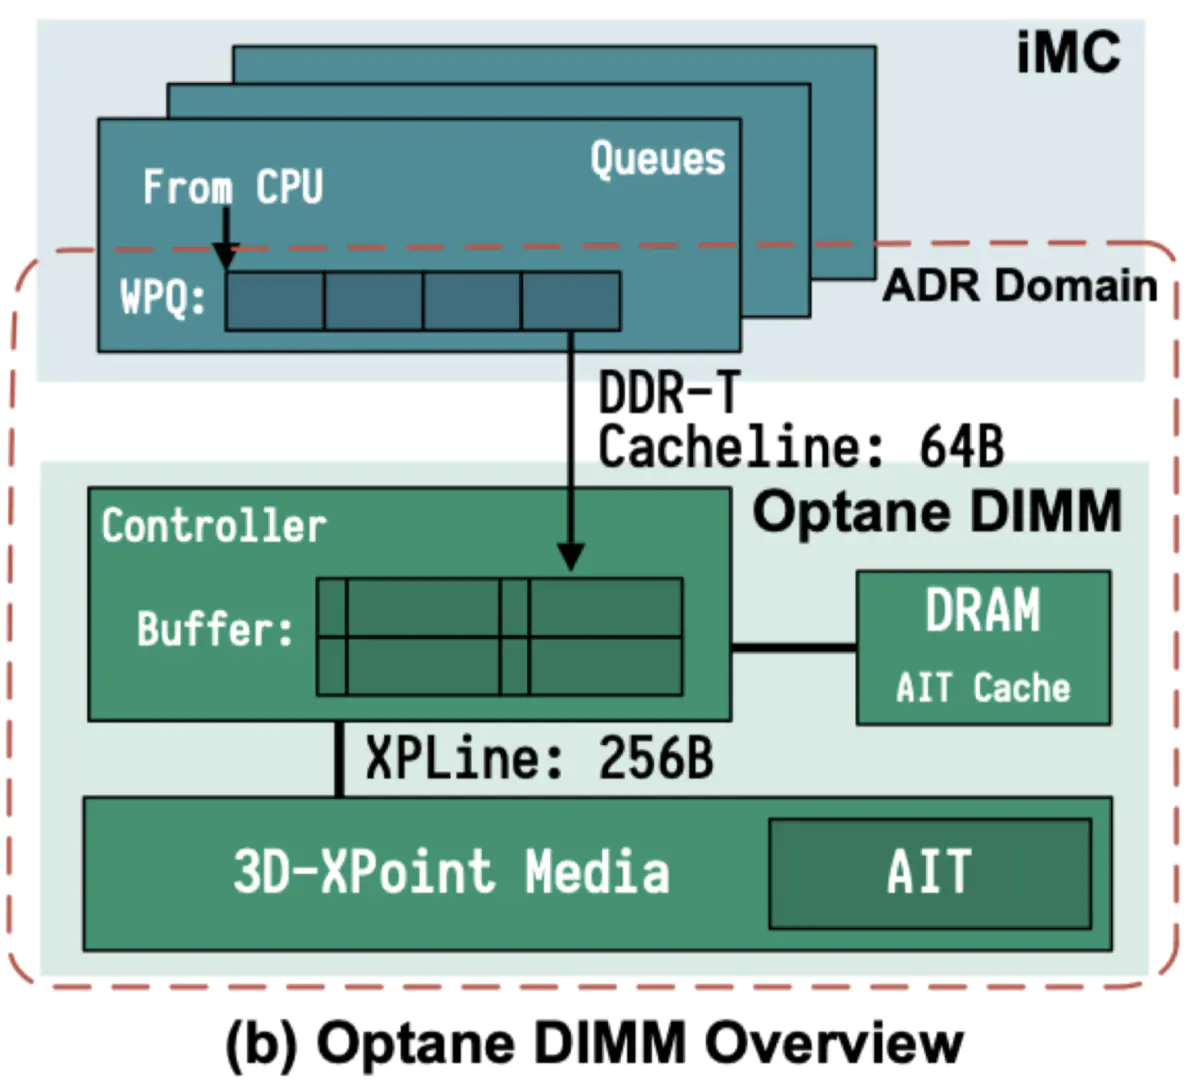 iMC
Queues
From CPU
ADR Domain
WPQ:
DDR-T
Cacheline: 64B
Optane DIMM
Controller
Buffer:
DRAM
AIT Cache
XPLine: 256B
3D-XPoint Media
AIT
(b) Optane DIMM Overview